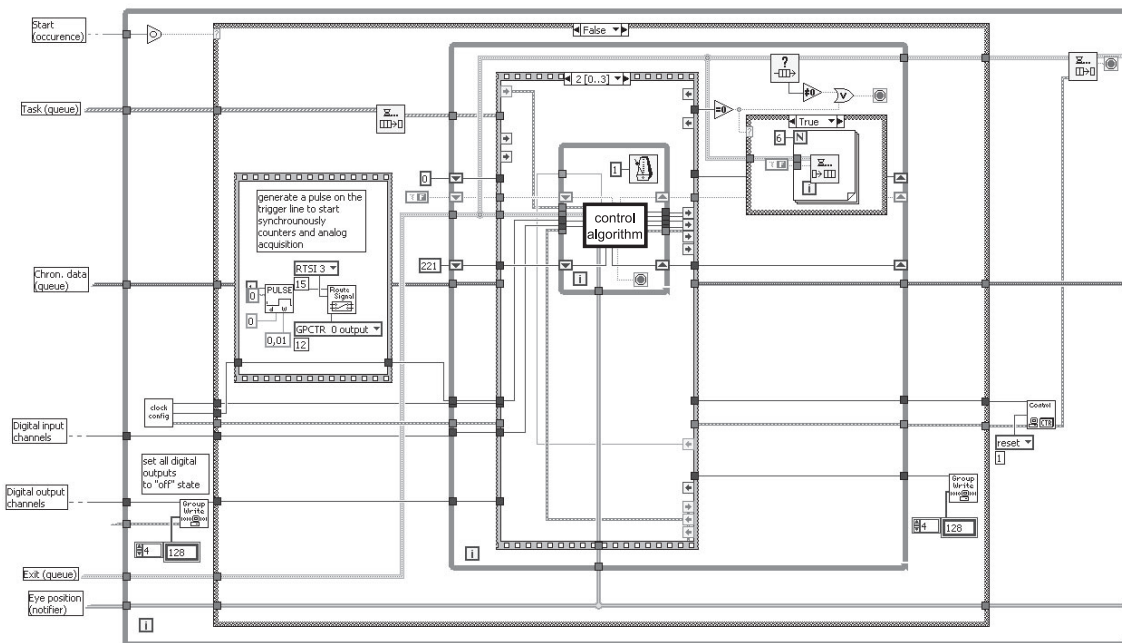 Start
(occurence)
False
2 [0..3]
Task (queue)
True
6
N
i
0
1
generate a pulse on the
trigger line to start
synchrounously
counters and analog
acquisition
control
algorithm
RTSI 3
Chron. data
(queue)
15
221
0
PULSE
Route
Signal
i
0
GPCTR 0 output
0,01
12
clock
config
Control
CTR
Digital input
channels
reset
1
set all digital
outputs
to "off" state
Digital output
channels
Group
Write
Group
Write
4
128
4
128
i
Exit (queue)
Eye position
(notifier)
i